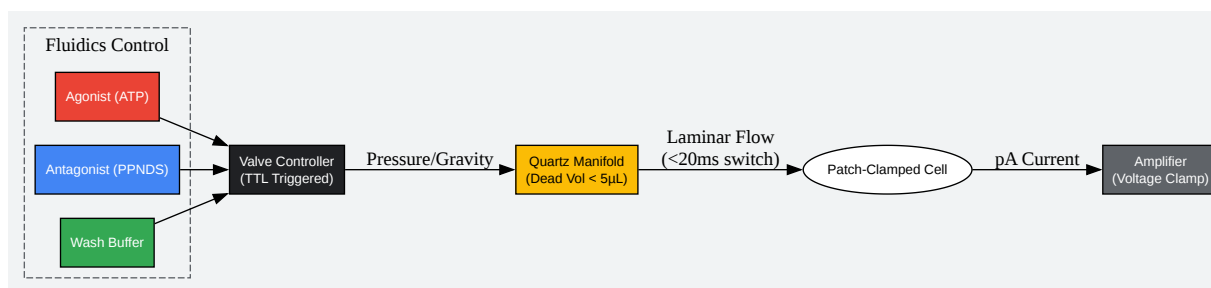 Fluidics Control
Agonist (ATP)
Antagonist (PPNDS)
Wash Buffer
Valve Controller
(TTL Triggered)
Pressure/Gravity
Quartz Manifold
(Dead Vol < 5µL)
Laminar Flow
(<20ms switch)
Patch-Clamped Cell
pA Current
Amplifier
(Voltage Clamp)